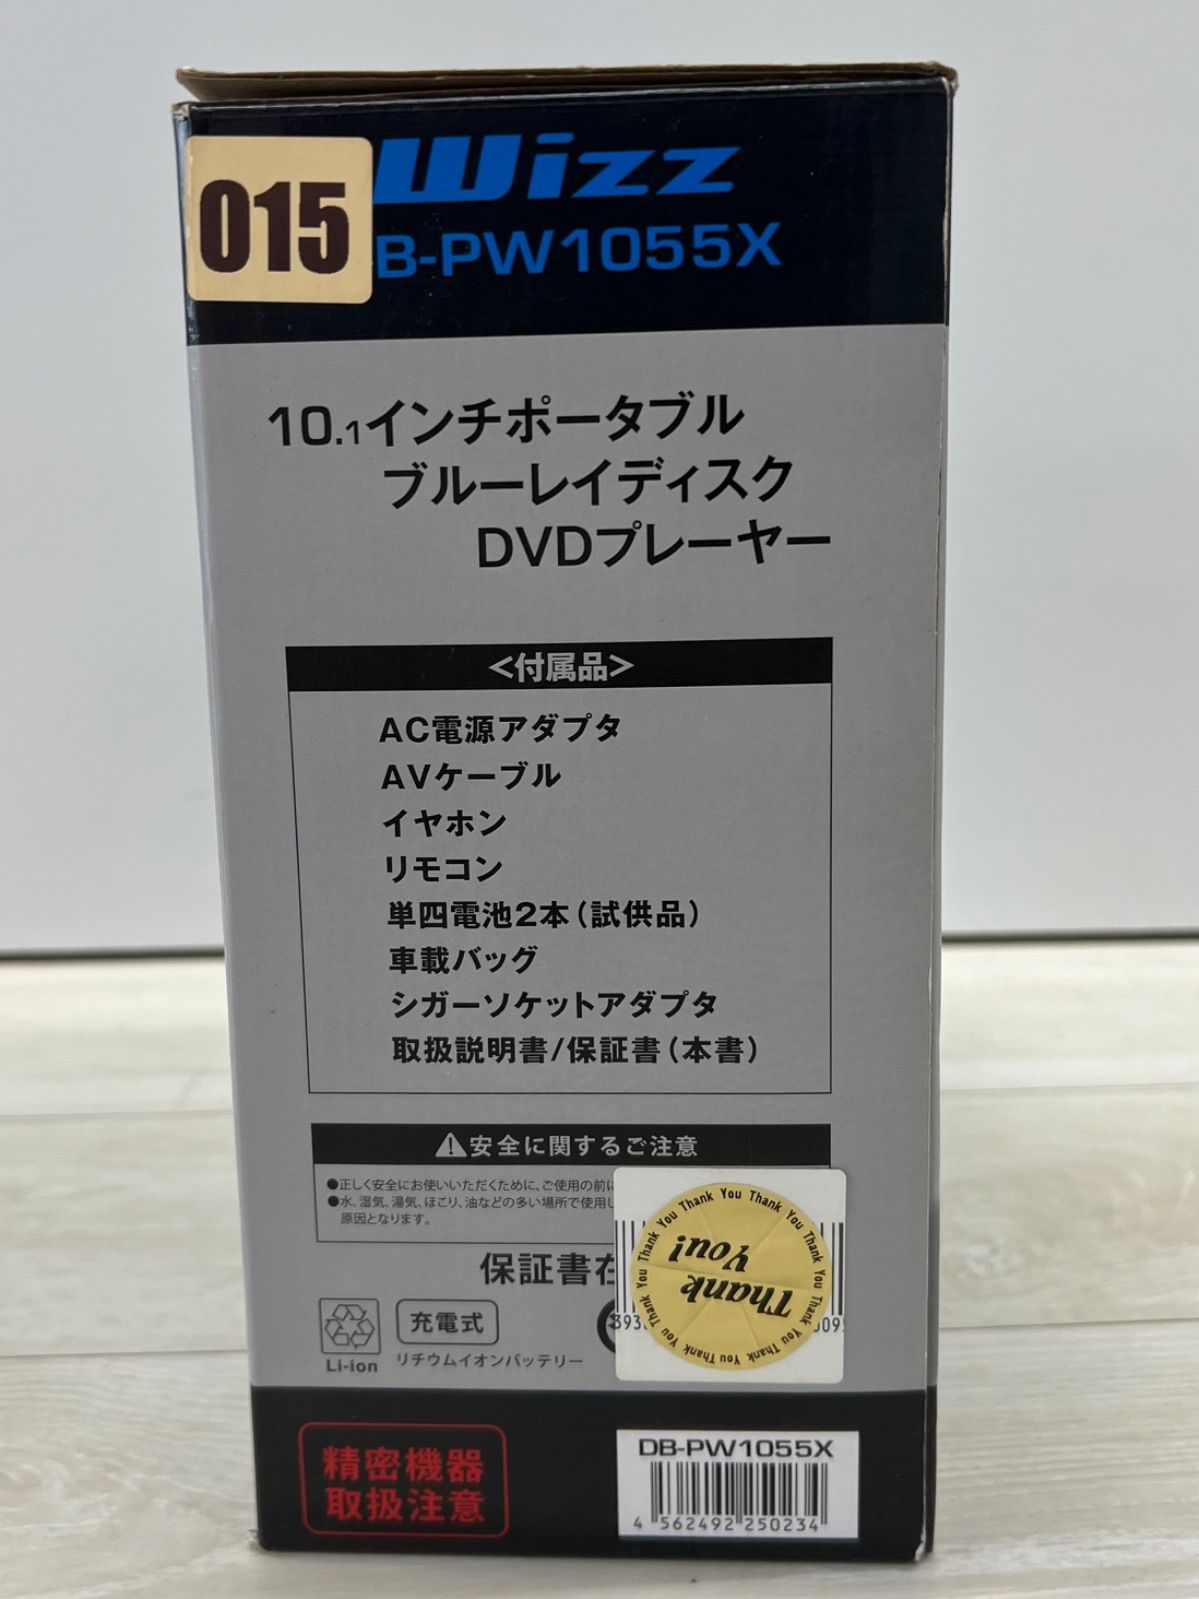 015
Wizz
B-PW1055X
10.1インチポータブル
ブルーレイディスク
DVDプレーヤー
<付属品>
AC電源アダプタ
AVケーブル
イヤホン
リモコン
単四電池2本(試供品)
車載バッグ
シガーソケットアダプタ
取扱説明書/保証書(本書)
安全に関するご注意
●正しく安全にお使いいただくために、ご使用の前に
●水、湿気、湯気、ほこり、油などの多い場所で使用し
原因となります。
保証書在
Thank You Thank You Thank You Thank You Thank You Thank You Thank You
Thank You!
充電式
Li-ion
リチウムイオンバッテリー
精密機器
取扱注意
DB-PW1055X
4 562492 250234